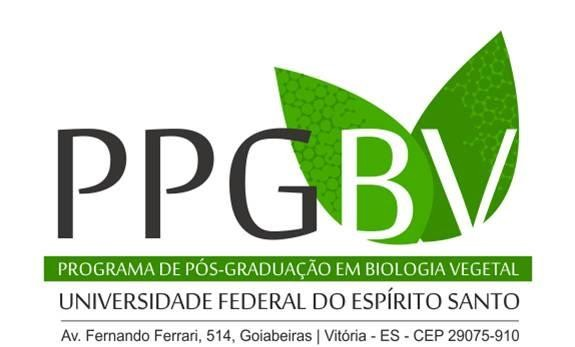 PPGBV
PROGRAMA DE PÓS-GRADUAÇÃO EM BIOLOGIA VEGETAL
UNIVERSIDADE FEDERAL DO ESPÍRITO SANTO
Av. Fernando Ferrari, 514, Goiabeiras | Vitória - ES - CEP 29075-910